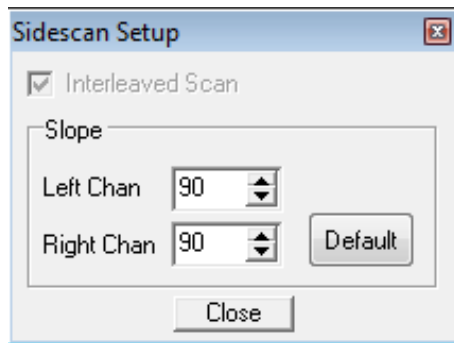 Sidescan Setup
Interleaved Scan
Slope
Left Chan 90
Right Chan 90
Default
Close